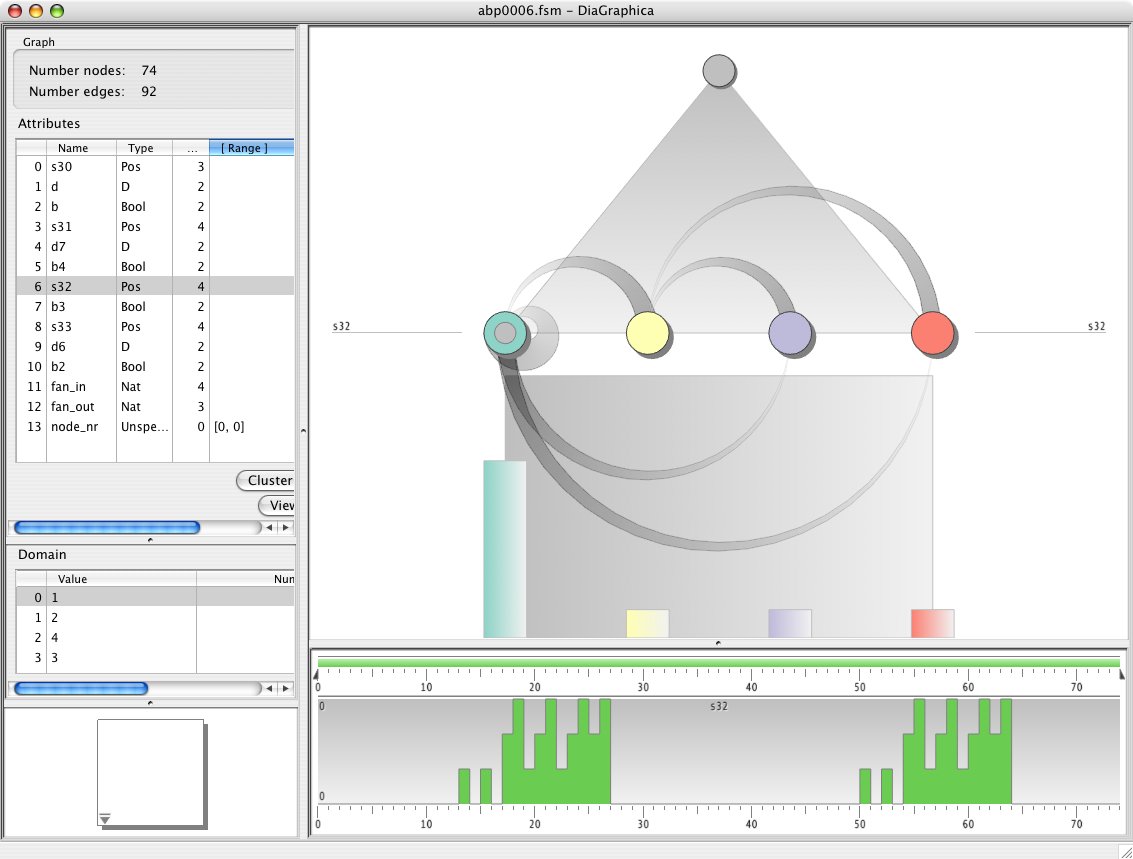 abp0006.fsm – DiaGraphica
Graph
Number nodes: 74
Number edges: 92
Attributes
Name Type ... [ Range ]
0 s30 Pos 3
1 d D 2
2 b Bool 2
3 s31 Pos 4
4 d7 D 2
5 b4 Bool 2
6 s32 Pos 4
7 b3 Bool 2
8 s33 Pos 4
9 d6 D 2
10 b2 Bool 2
11 fan_in Nat 4
12 fan_out Nat 3
13 node_nr Unspe... 0 [0, 0]
Cluster
View
Domain
Value Num
0 1
1 2
2 4
3 3
s32 s32
0 10 20 30 40 50 60 70
0 s32
0
0 10 20 30 40 50 60 70